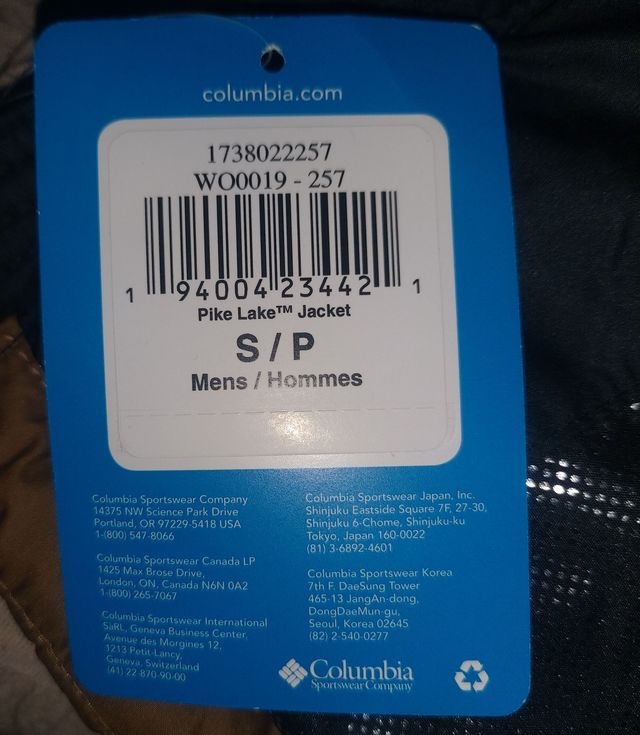 columbia.com
1738022257
WO0019 - 257
1 94004 23442 1
Pike Lake™ Jacket
S / P
Mens / Hommes
Columbia Sportswear Company
14375 NW Science Park Drive
Portland, OR 97229-5418 USA
1-(800) 547-8066
Columbia Sportswear Canada LP
1425 Max Brose Drive,
London, ON, Canada N6N 0A2
1-(800) 265-7067
Columbia Sportswear International
SaRL, Geneva Business Center,
Avenue des Morgines 12,
1213 Petit-Lancy,
Geneva, Switzerland
(41) 22-870-90-00
Columbia Sportswear Japan, Inc.
Shinjuku Eastside Square 7F, 27-30,
Shinjuku 6-Chome, Shinjuku-ku
Tokyo, Japan 160-0022
(81) 3-6892-4601
Columbia Sportswear Korea
7th F. DaeSung Tower
465-13 JangAn-dong,
DongDaeMun-gu,
Seoul, Korea 02645
(82) 2-540-0277
Columbia
Sportswear Company